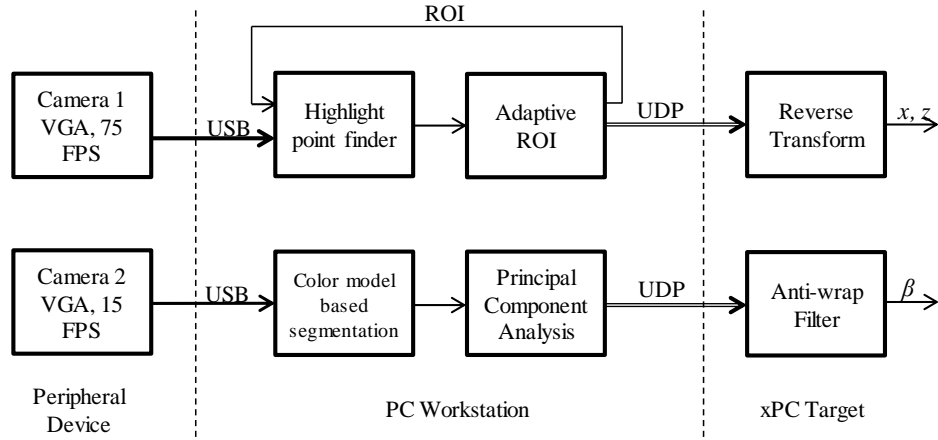 ROI
Camera 1
VGA, 75
FPS
USB
Highlight
point finder
Adaptive
ROI
UDP
Reverse
Transform
x, z
Camera 2
VGA, 15
FPS
USB
Color model
based
segmentation
Principal
Component
Analysis
UDP
Anti-wrap
Filter
β
Peripheral
Device
PC Workstation
xPC Target